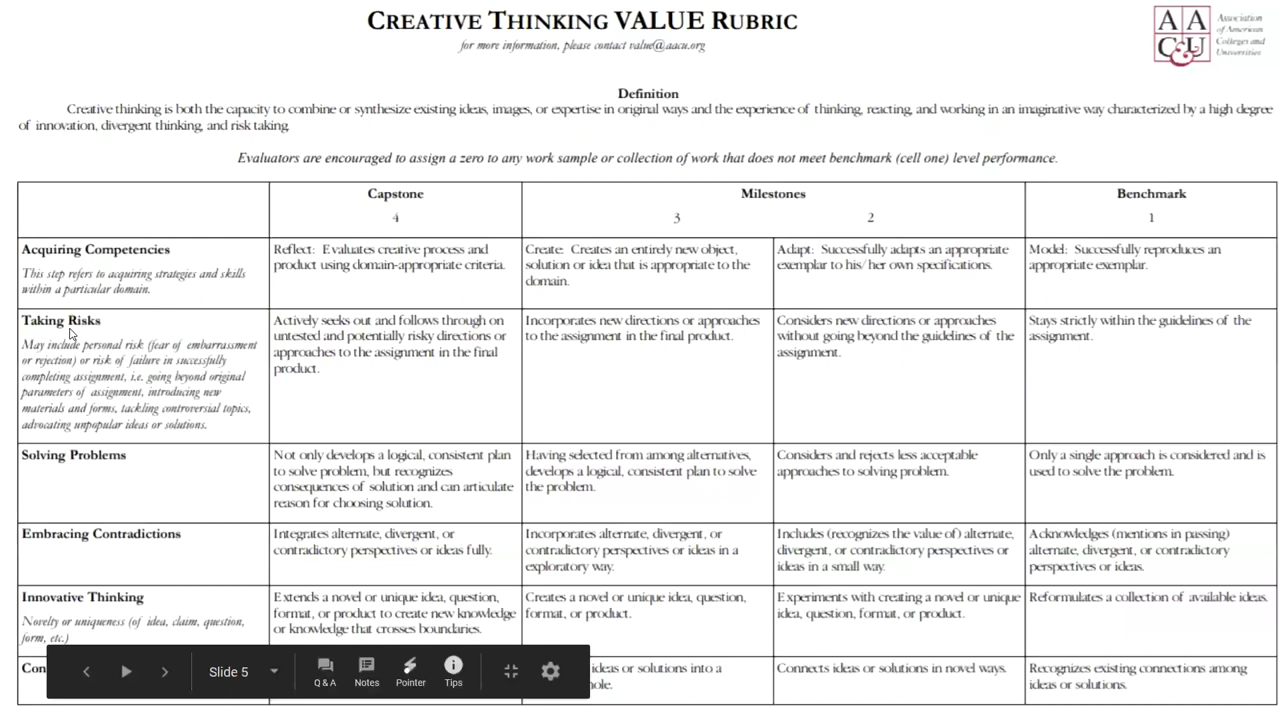 CREATIVE THINKING VALUE RUBRIC
for more information, please contact value@aacu.org
AAC&U
Association
of American
Colleges and
Universities
Definition
Creative thinking is both the capacity to combine or synthesize existing ideas, images, or expertise in original ways and the experience of thinking, reacting, and working in an imaginative way characterized by a high degree
of innovation, divergent thinking, and risk taking.
Evaluators are encouraged to assign a zero to any work sample or collection of work that does not meet benchmark (cell one) level performance.
Capstone
4
Milestones
3 2
Benchmark
1
Acquiring Competencies
This step refers to acquiring strategies and skills
within a particular domain.
Reflect: Evaluates creative process and
product using domain-appropriate criteria.
Create: Creates an entirely new object,
solution or idea that is appropriate to the
domain.
Adapt: Successfully adapts an appropriate
exemplar to his/her own specifications.
Model: Successfully reproduces an
appropriate exemplar.
Taking Risks
May include personal risk (fear of embarrassment
or rejection) or risk of failure in successfully
completing assignment, i.e. going beyond original
parameters of assignment, introducing new
materials and forms, tackling controversial topics,
advocating unpopular ideas or solutions.
Actively seeks out and follows through on
untested and potentially risky directions or
approaches to the assignment in the final
product.
Incorporates new directions or approaches
to the assignment in the final product.
Considers new directions or approaches
without going beyond the guidelines of the
assignment.
Stays strictly within the guidelines of the
assignment.
Solving Problems
Not only develops a logical, consistent plan
to solve problem, but recognizes
consequences of solution and can articulate
reason for choosing solution.
Having selected from among alternatives,
develops a logical, consistent plan to solve
the problem.
Considers and rejects less acceptable
approaches to solving problem.
Only a single approach is considered and is
used to solve the problem.
Embracing Contradictions
Integrates alternate, divergent, or
contradictory perspectives or ideas fully.
Incorporates alternate, divergent, or
contradictory perspectives or ideas in a
exploratory way.
Includes (recognizes the value of) alternate,
divergent, or contradictory perspectives or
ideas in a small way.
Acknowledges (mentions in passing)
alternate, divergent, or contradictory
perspectives or ideas.
Innovative Thinking
Novelty or uniqueness (of idea, claim, question,
form, etc.)
Extends a novel or unique idea, question,
format, or product to create new knowledge
or knowledge that crosses boundaries.
Creates a novel or unique idea, question,
format, or product.
Experiments with creating a novel or unique
idea, question, format, or product.
Reformulates a collection of available ideas.
Con
ideas or solutions into a
ole.
Connects ideas or solutions in novel ways.
Recognizes existing connections among
ideas or solutions.
Slide 5
Q & A
Notes
Pointer
Tips